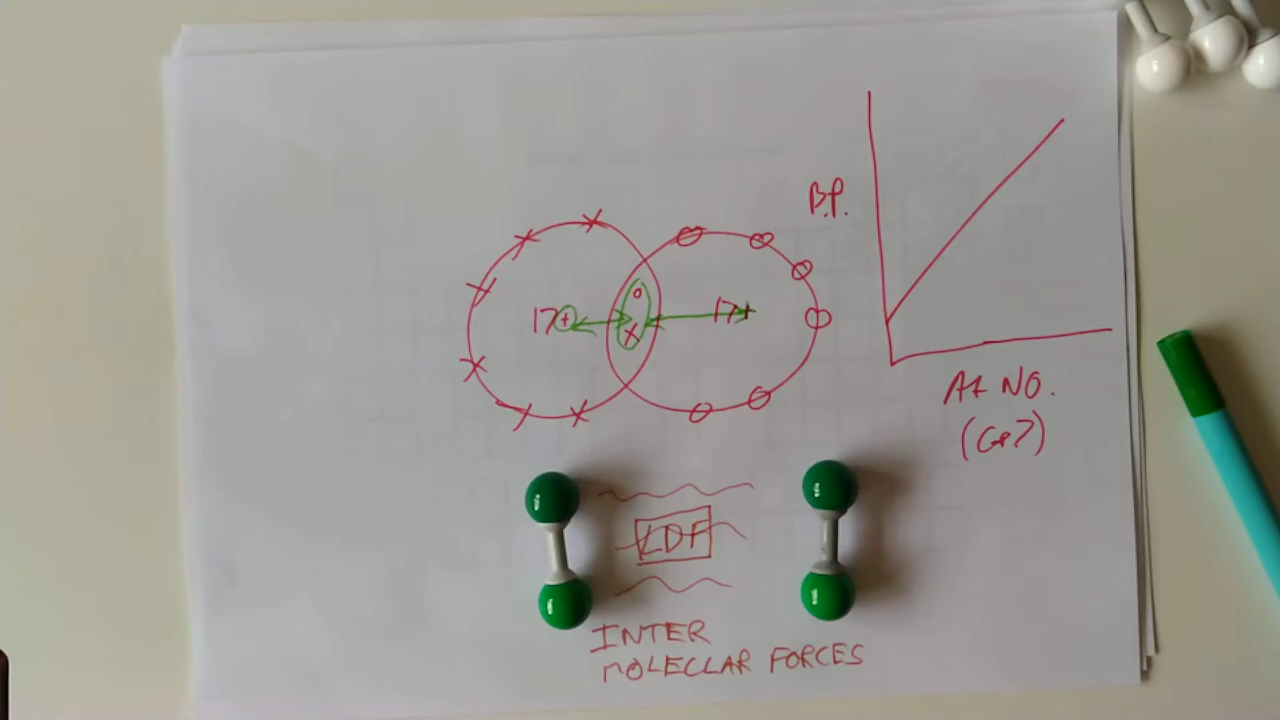 B.P.
17+
17+
At NO.
(Gp7)
LDF
INTER
MOLECLAR FORCES